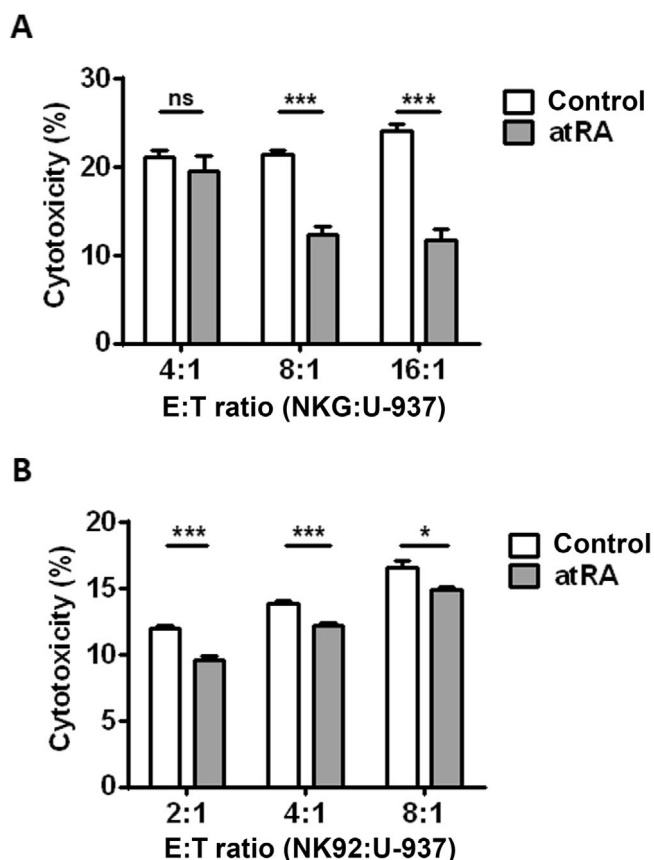 A
Cytotoxicity (%)
30
20
10
0
ns
***
***
Control
atRA
4:1
8:1
16:1
E:T ratio (NKG:U-937)
B
Cytotoxicity (%)
20
15
10
5
0
***
***
*
Control
atRA
2:1
4:1
8:1
E:T ratio (NK92:U-937)